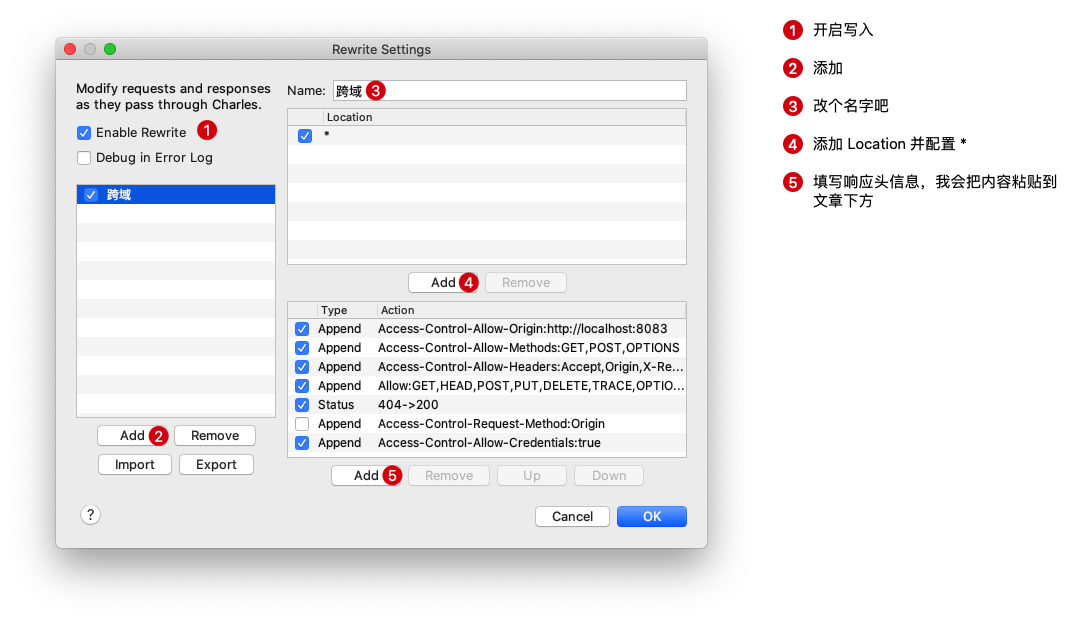 Rewrite Settings
Modify requests and responses
as they pass through Charles.
Enable Rewrite 1
Debug in Error Log
跨域
Add 2 Remove
Import Export
?
Name: 跨域 3
Location
*
Add 4 Remove
Type Action
Append Access-Control-Allow-Origin:http://localhost:8083
Append Access-Control-Allow-Methods:GET,POST,OPTIONS
Append Access-Control-Allow-Headers:Accept,Origin,X-Re...
Append Allow:GET,HEAD,POST,PUT,DELETE,TRACE,OPTIO...
Status 404->200
Append Access-Control-Request-Method:Origin
Append Access-Control-Allow-Credentials:true
Add 5 Remove Up Down
Cancel OK
1 开启写入
2 添加
3 改个名字吧
4 添加 Location 并配置 *
5 填写响应头信息，我会把内容粘贴到
文章下方